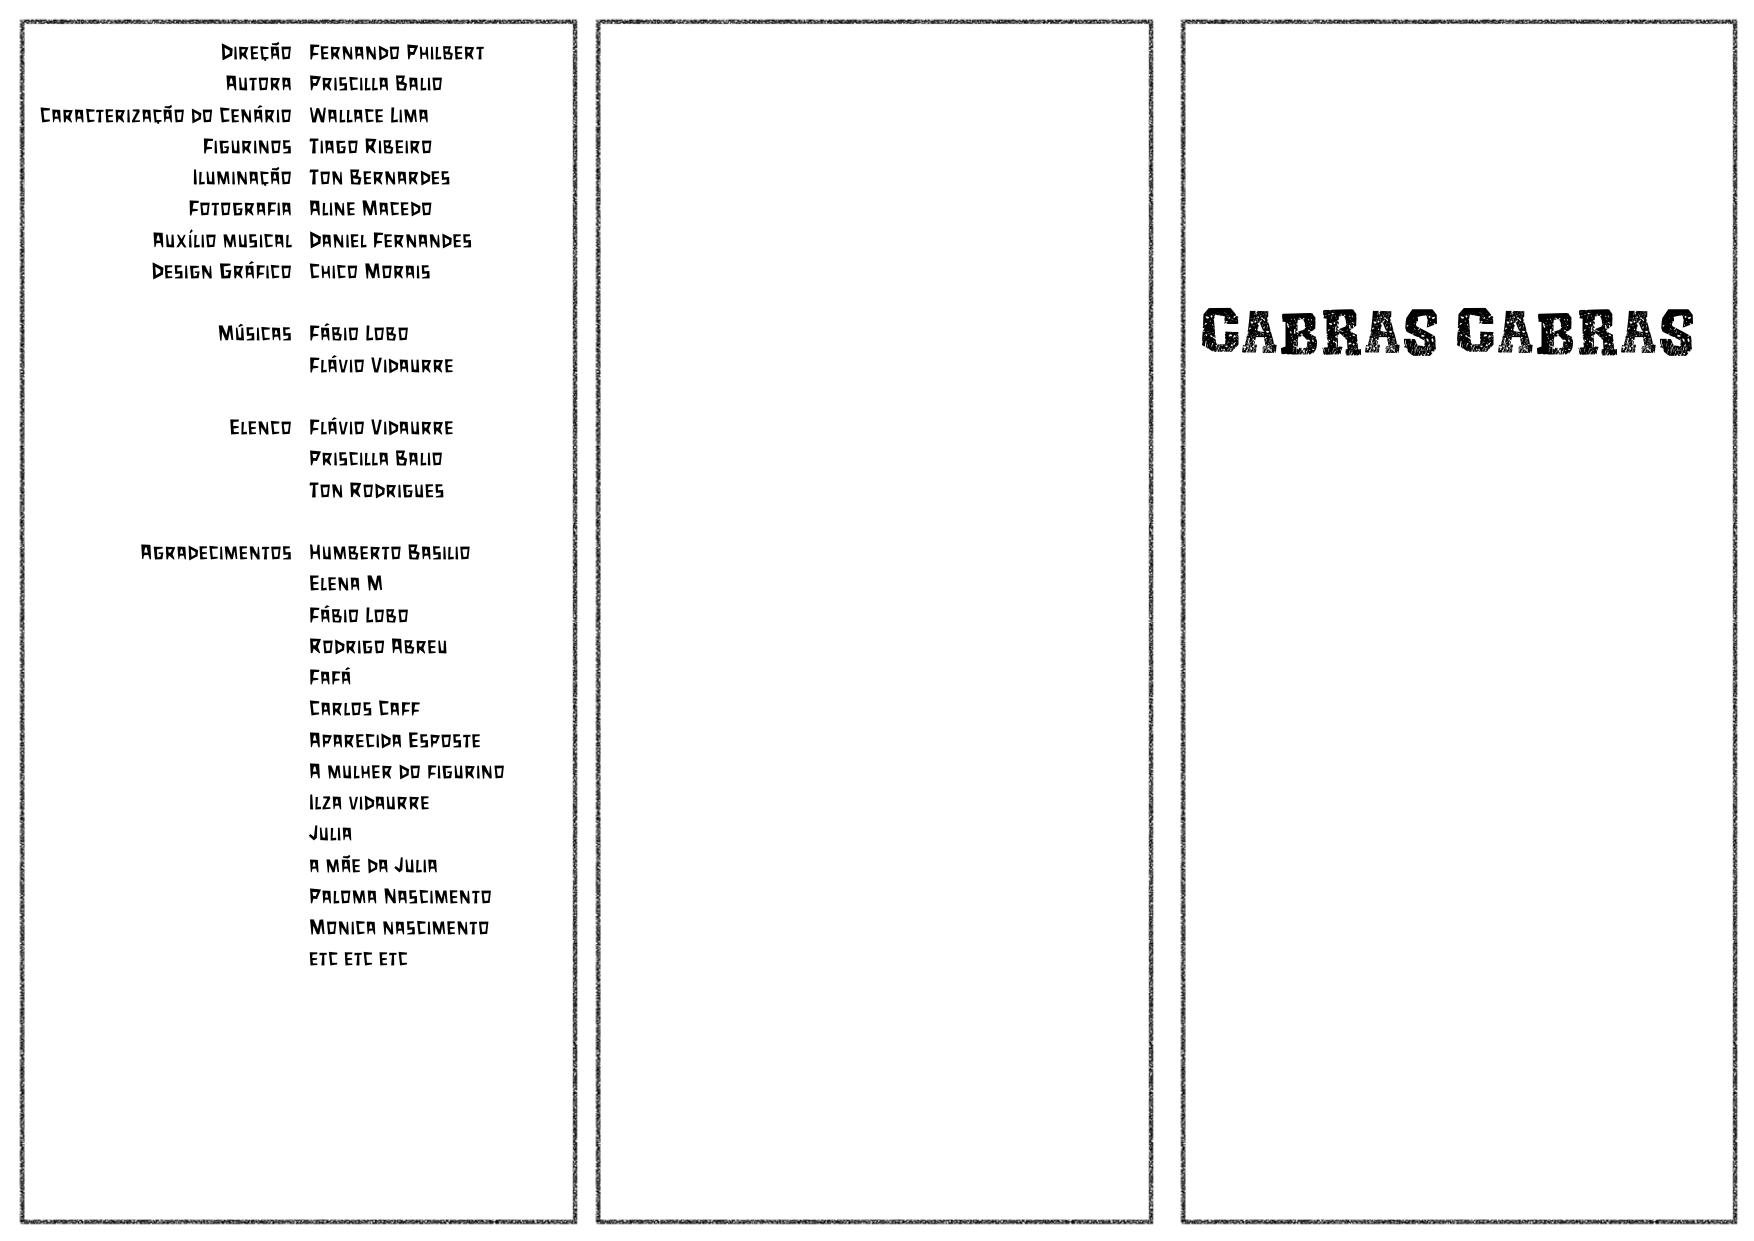 Direção Fernando Philbert
Autora Priscilla Balio
Caracterização do Cenário Wallace Lima
Figurinos Tiago Ribeiro
Iluminação Ton Bernardes
Fotografia Aline Macedo
Auxílio musical Daniel Fernandes
Design Gráfico Chico Morais
Músicas Fábio Lobo
Flávio Vidaurre
Elenco Flávio Vidaurre
Priscilla Balio
Ton Rodrigues
Agradecimentos Humberto Basilio
Elena M
Fábio Lobo
Rodrigo Abreu
Fafá
Carlos Caff
Aparecida Esposte
A mulher do figurino
Ilza vidaurre
Julia
a mãe da Julia
Paloma Nascimento
Monica nascimento
etc etc etc
CABRAS CABRAS